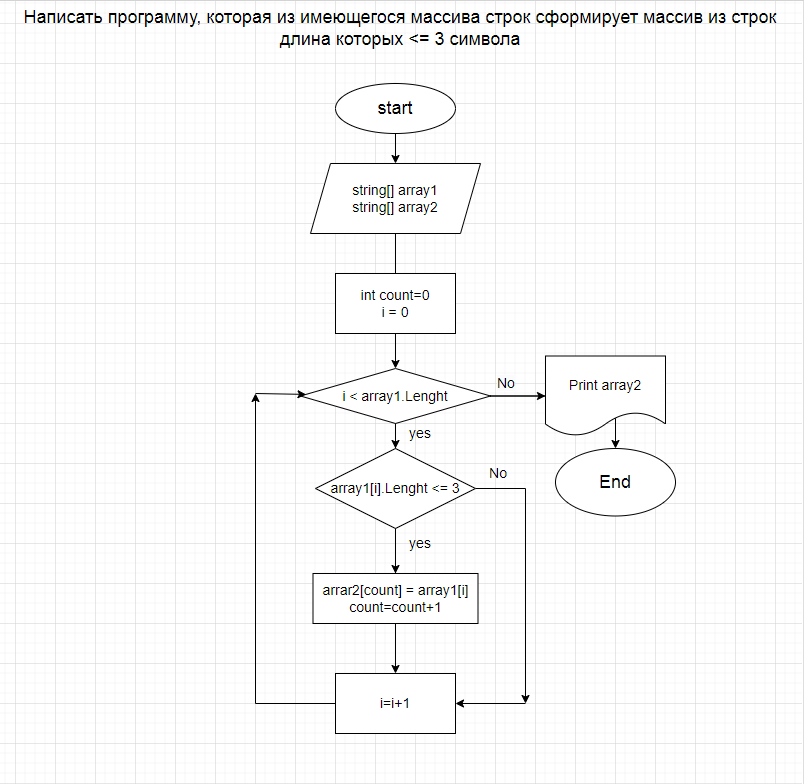 Написать программу, которая из имеющегося массива строк сформирует массив из строк
длина которых <= 3 символа
start
string[] array1
string[] array2
int count=0
i = 0
i < array1.Lenght
No
Print array2
yes
End
array1[i].Lenght <= 3
No
yes
arrar2[count] = array1[i]
count=count+1
i=i+1